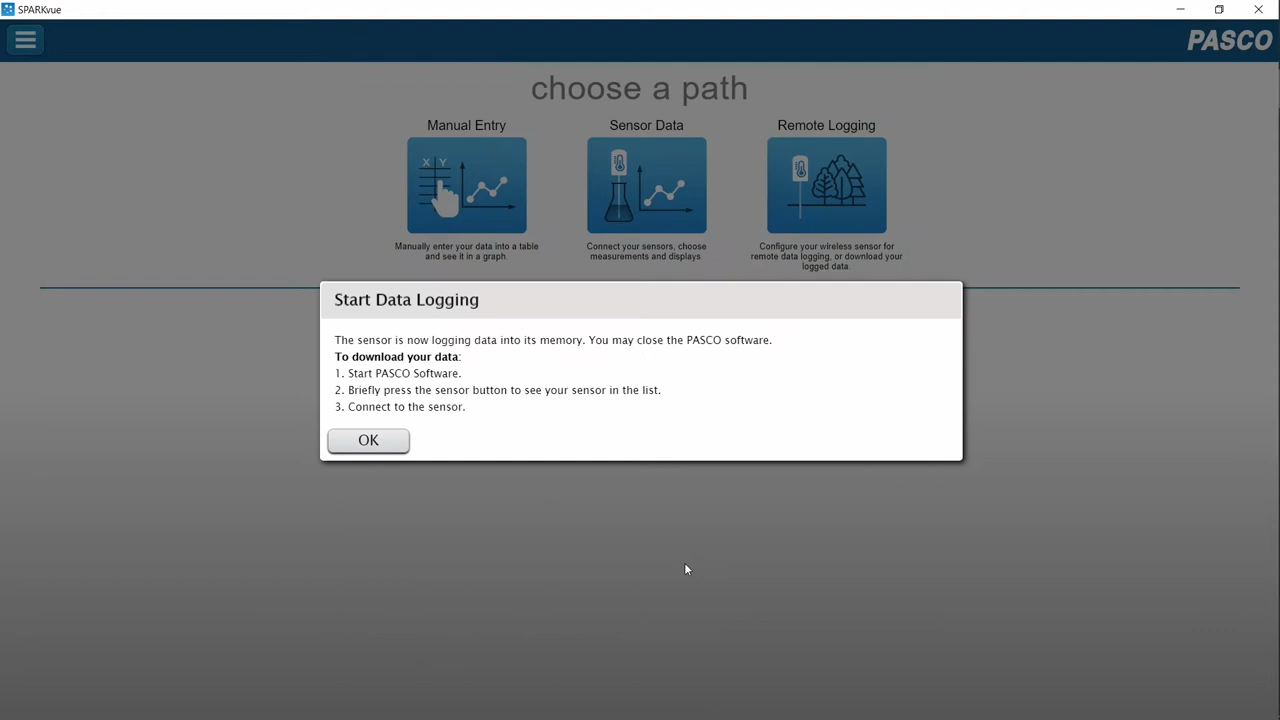 SPARKvue
PASCO
choose a path
Manual Entry
Sensor Data
Remote Logging
X Y
Manually enter your data into a table
and see it in a graph.
Connect your sensors, choose
measurements and displays.
Configure your wireless sensor for
remote data logging, or download your
logged data.
Start Data Logging
The sensor is now logging data into its memory. You may close the PASCO software.
To download your data:
1. Start PASCO Software.
2. Briefly press the sensor button to see your sensor in the list.
3. Connect to the sensor.
OK